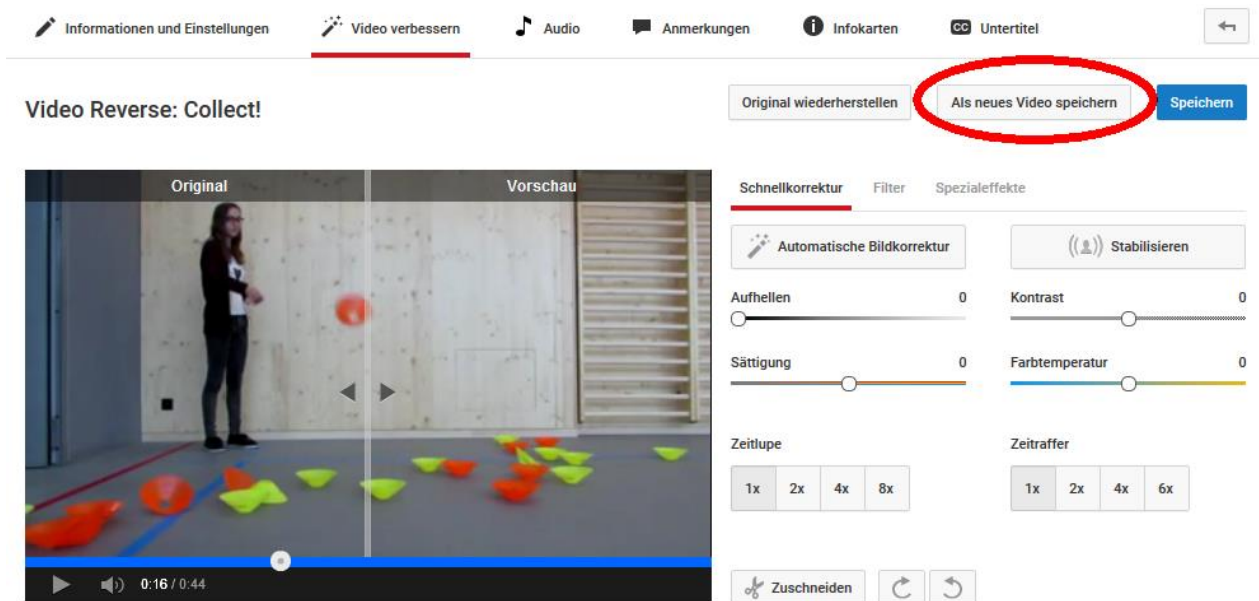 Informationen und Einstellungen Video verbessern Audio Anmerkungen Infokarten CC Untertitel
Video Reverse: Collect! Original wiederherstellen Als neues Video speichern Speichern
Original Vorschau
Schnellkorrektur Filter Spezialeffekte
Automatische Bildkorrektur Stabilisieren
Aufhellen 0 Kontrast 0
Sättigung 0 Farbtemperatur 0
Zeitlupe Zeitraffer
1x 2x 4x 8x 1x 2x 4x 6x
0:16 / 0:44 Zuschneiden